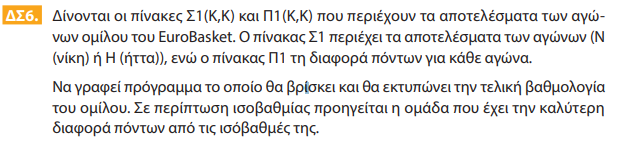 ΔΣ6. Δίνονται οι πίνακες Σ1(Κ,Κ) και Π1(Κ,Κ) που περιέχουν τα αποτελέσματα των αγώ-
νων ομίλου του EuroBasket. Ο πίνακας Σ1 περιέχει τα αποτελέσματα των αγώνων (Ν
(νίκη) ή Η (ήττα)), ενώ ο πίνακας Π1 τη διαφορά πόντων για κάθε αγώνα.
Να γραφεί πρόγραμμα το οποίο θα βρίσκει και θα εκτυπώνει την τελική βαθμολογία
του ομίλου. Σε περίπτωση ισοβαθμίας προηγείται η ομάδα που έχει την καλύτερη
διαφορά πόντων από τις ισόβαθμές της.